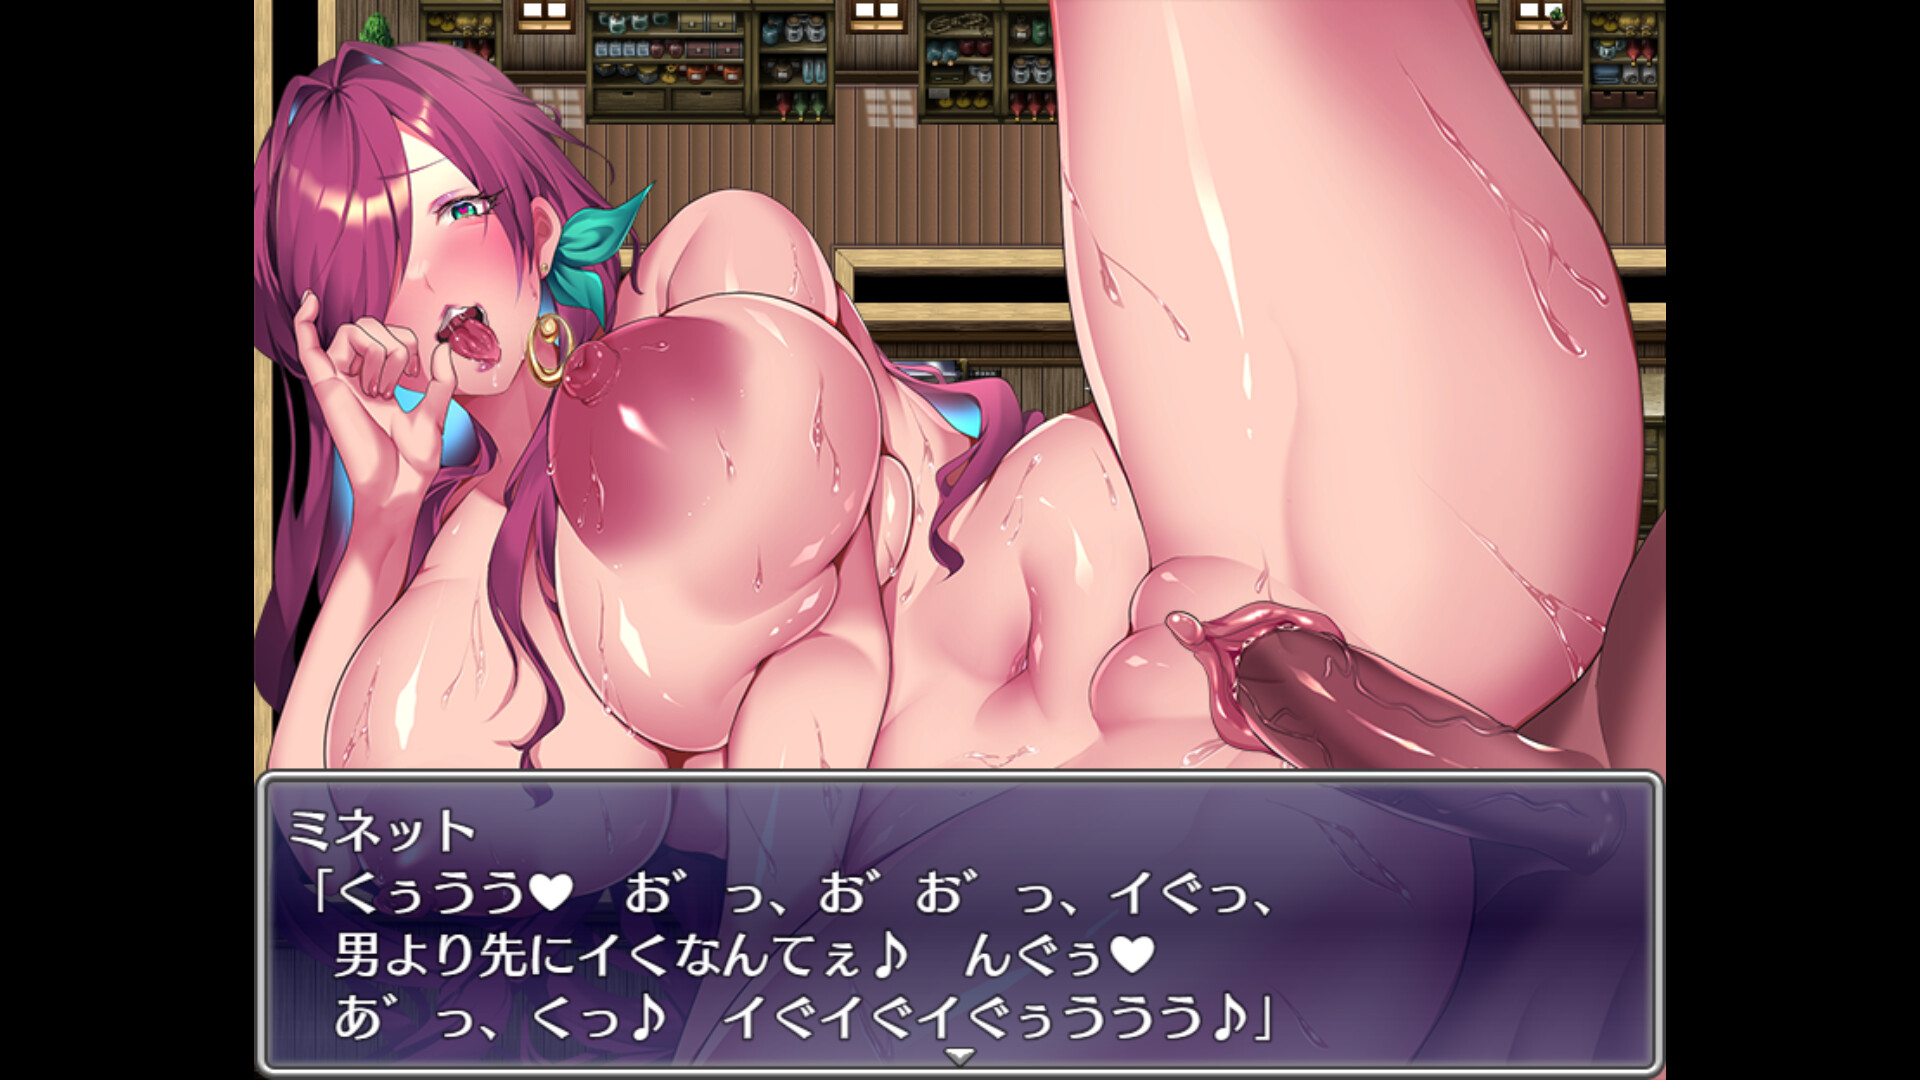 ミネット
「くぅうう♥　お゛っ、お゛お゛っ、イぐっ、
男より先にイくなんてぇ♪　んぐぅ♥
あ゛っ、くっ♪　イぐイぐイぐぅううう♪」